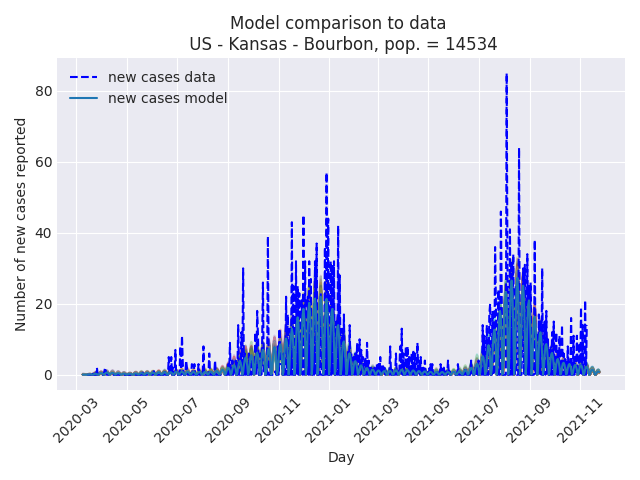 Model comparison to data
US - Kansas - Bourbon, pop. = 14534
new cases data
new cases model
Number of new cases reported
80
60
40
20
0
2020-03
2020-05
2020-07
2020-09
2020-11
2021-01
2021-03
2021-05
2021-07
2021-09
2021-11
Day